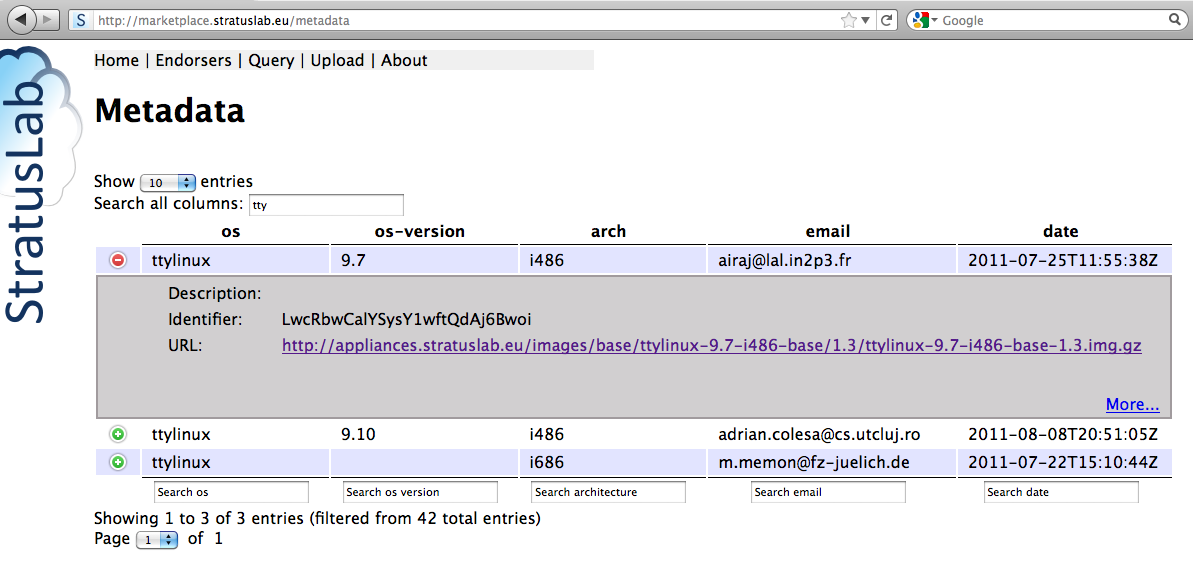 S http://marketplace.stratuslab.eu/metadata Google
StratusLab
Home | Endorsers | Query | Upload | About
Metadata
Show 10 entries
Search all columns: tty
os os-version arch email date
ttylinux 9.7 i486 airaj@lal.in2p3.fr 2011-07-25T11:55:38Z
Description:
Identifier: LwcRbwCalYSysY1wftQdAj6Bwoi
URL: http://appliances.stratuslab.eu/images/base/ttylinux-9.7-i486-base/1.3/ttylinux-9.7-i486-base-1.3.img.gz
More...
ttylinux 9.10 i486 adrian.colesa@cs.utcluj.ro 2011-08-08T20:51:05Z
ttylinux i686 m.memon@fz-juelich.de 2011-07-22T15:10:44Z
Search os Search os version Search architecture Search email Search date
Showing 1 to 3 of 3 entries (filtered from 42 total entries)
Page 1 of 1